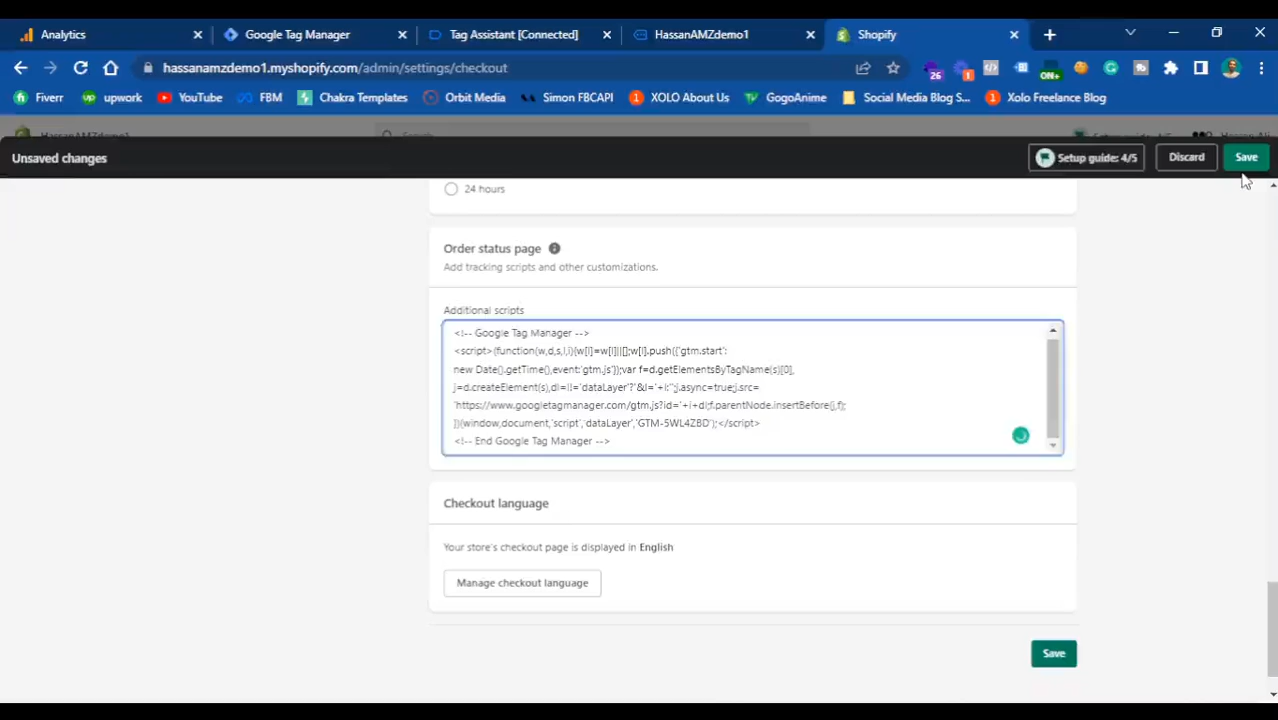 Analytics
Google Tag Manager
Tag Assistant [Connected]
HassanAMZdemo1
Shopify
hassanamzdemo1.myshopify.com/admin/settings/checkout
26
1
ON+
Fiverr
upwork
YouTube
FBM
Chakra Templates
Orbit Media
Simon FBCAPI
XOLO About Us
GogoAnime
Social Media Blog S...
Xolo Freelance Blog
HassanAMZdemo1
Search
Unsaved changes
Setup guide: 4/5
Discard
Save
24 hours
Order status page
Add tracking scripts and other customizations.
Additional scripts
<!-- Google Tag Manager -->
<script>(function(w,d,s,l,i){w[l]=w[l]||[];w[l].push({'gtm.start':
new Date().getTime(),event:'gtm.js'});var f=d.getElementsByTagName(s)[0],
j=d.createElement(s),dl=l!='dataLayer'?'&l='+l:'';j.async=true;j.src=
'https://www.googletagmanager.com/gtm.js?id='+i+dl;f.parentNode.insertBefore(j,f);
})(window,document,'script','dataLayer','GTM-5WL4ZBD');</script>
<!-- End Google Tag Manager -->
Checkout language
Your store's checkout page is displayed in English
Manage checkout language
Save